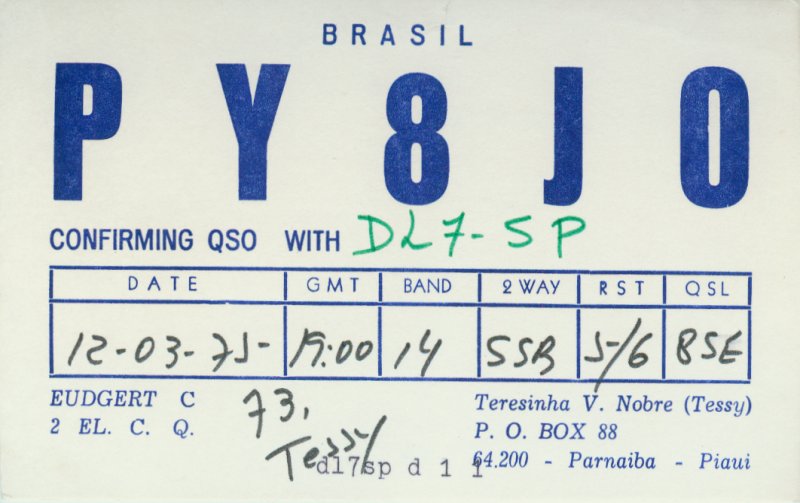 BRASIL
PY8JO
CONFIRMING QSO WITH DL7-SP
DATE GMT BAND 2 WAY RST QSL
12-03-75- 19:00 14 SSB 5/6 BSE
EUDGERT C
2 EL. C. Q.
73,
Tessy
Teresinha V. Nobre (Tessy)
P. O. BOX 88
64.200 - Parnaiba - Piaui
dl7sp d 1 1